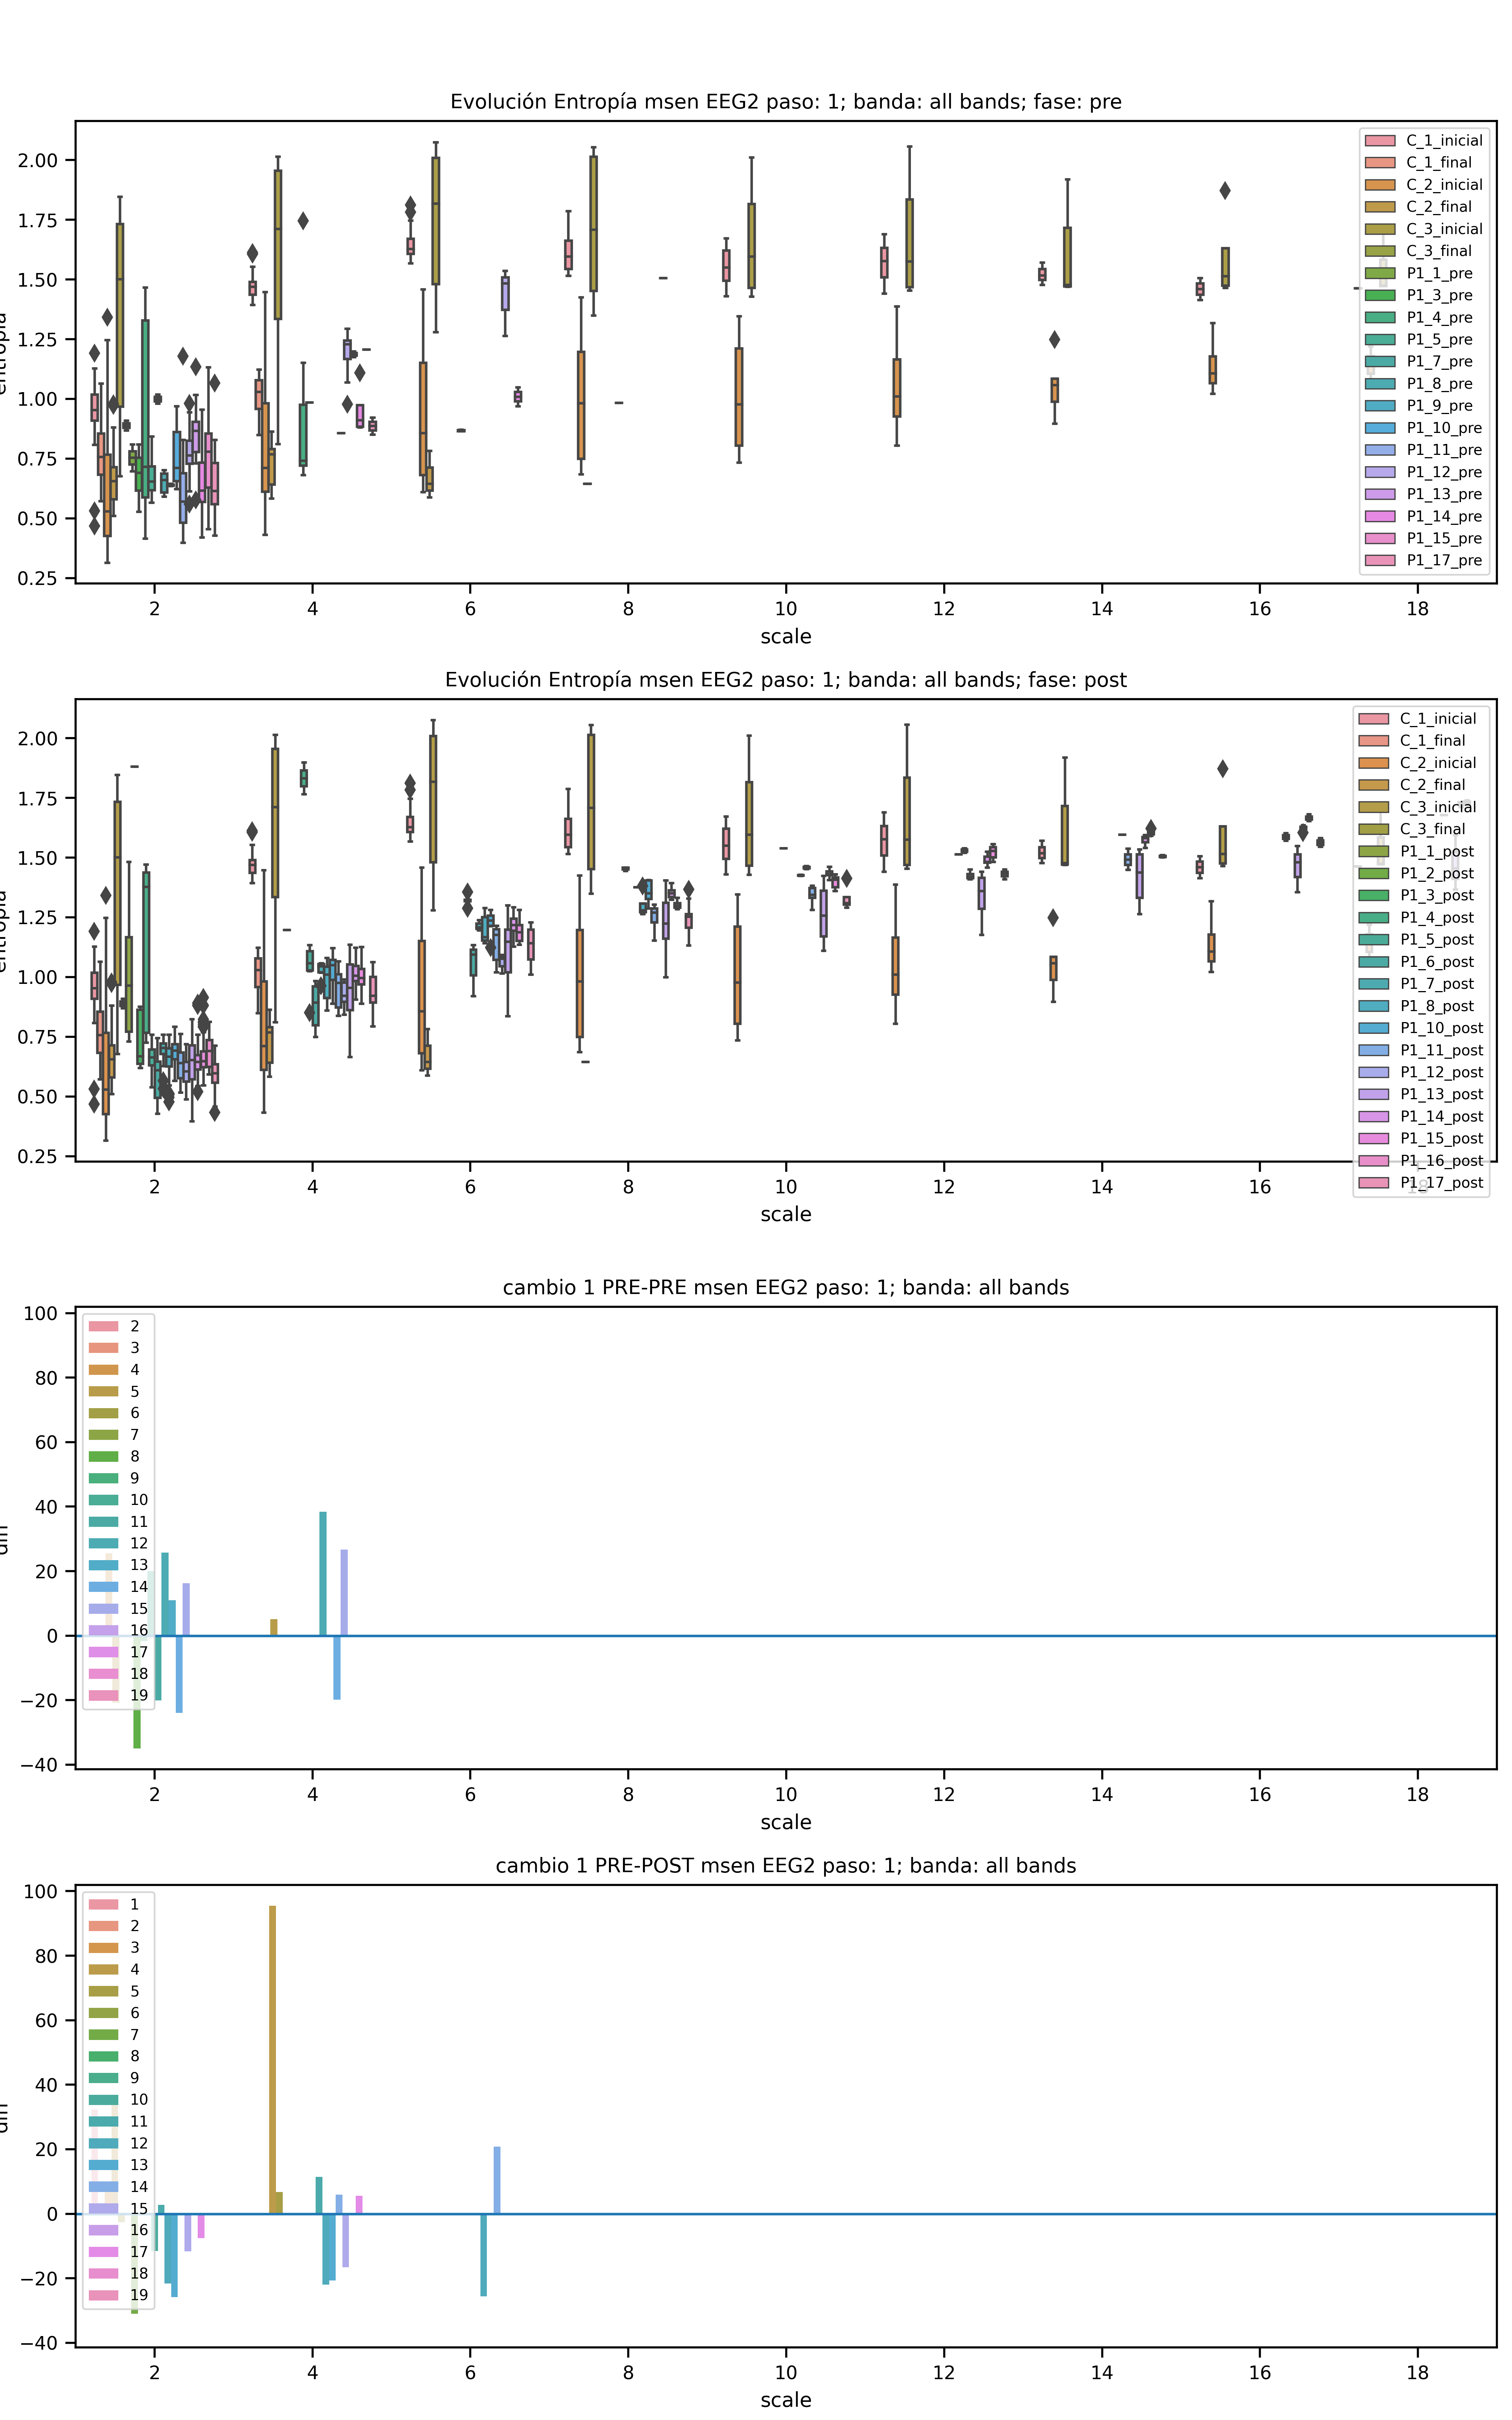 Evolución Entropía msen EEG2 paso: 1; banda: all bands; fase: pre
2.00
1.75
1.50
1.25
1.00
0.75
0.50
0.25
C_1_inicial
C_1_final
C_2_inicial
C_2_final
C_3_inicial
C_3_final
P1_1_pre
P1_3_pre
P1_4_pre
P1_5_pre
P1_7_pre
P1_8_pre
P1_9_pre
P1_10_pre
P1_11_pre
P1_12_pre
P1_13_pre
P1_14_pre
P1_15_pre
P1_17_pre
2 4 6 8 10 12 14 16 18
scale
Evolución Entropía msen EEG2 paso: 1; banda: all bands; fase: post
2.00
1.75
1.50
1.25
1.00
0.75
0.50
0.25
C_1_inicial
C_1_final
C_2_inicial
C_2_final
C_3_inicial
C_3_final
P1_1_post
P1_2_post
P1_3_post
P1_4_post
P1_5_post
P1_6_post
P1_7_post
P1_8_post
P1_10_post
P1_11_post
P1_12_post
P1_13_post
P1_14_post
P1_15_post
P1_16_post
P1_17_post
2 4 6 8 10 12 14 16 18
scale
cambio 1 PRE-PRE msen EEG2 paso: 1; banda: all bands
100
80
60
40
20
0
−20
−40
2
3
4
5
6
7
8
9
10
11
12
13
14
15
16
17
18
19
2 4 6 8 10 12 14 16 18
scale
cambio 1 PRE-POST msen EEG2 paso: 1; banda: all bands
100
80
60
40
20
0
−20
−40
1
2
3
4
5
6
7
8
9
10
11
12
13
14
15
16
17
18
19
2 4 6 8 10 12 14 16 18
scale